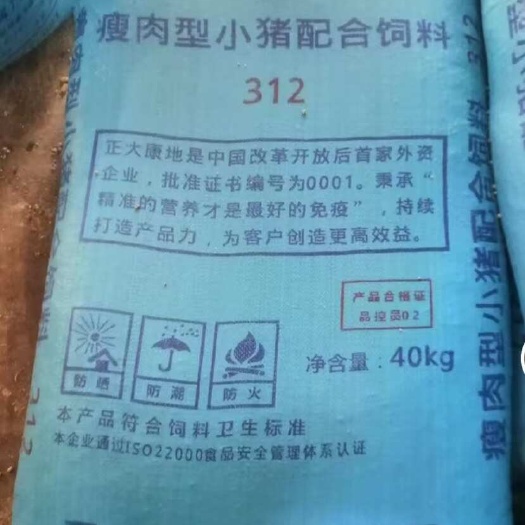 瘦肉型小猪配合饲料
312
正大康地是中国改革开放后首家外资
企业，批准证书编号为0001。秉承“
精准的营养才是最好的免疫”，持续
打造产品力，为客户创造更高效益。
产品合格证
品控员02
防晒
防潮
防火
净含量：40kg
本产品符合饲料卫生标准
本企业通过ISO22000食品安全管理体系认证
瘦肉型小猪配合饲料 312
312